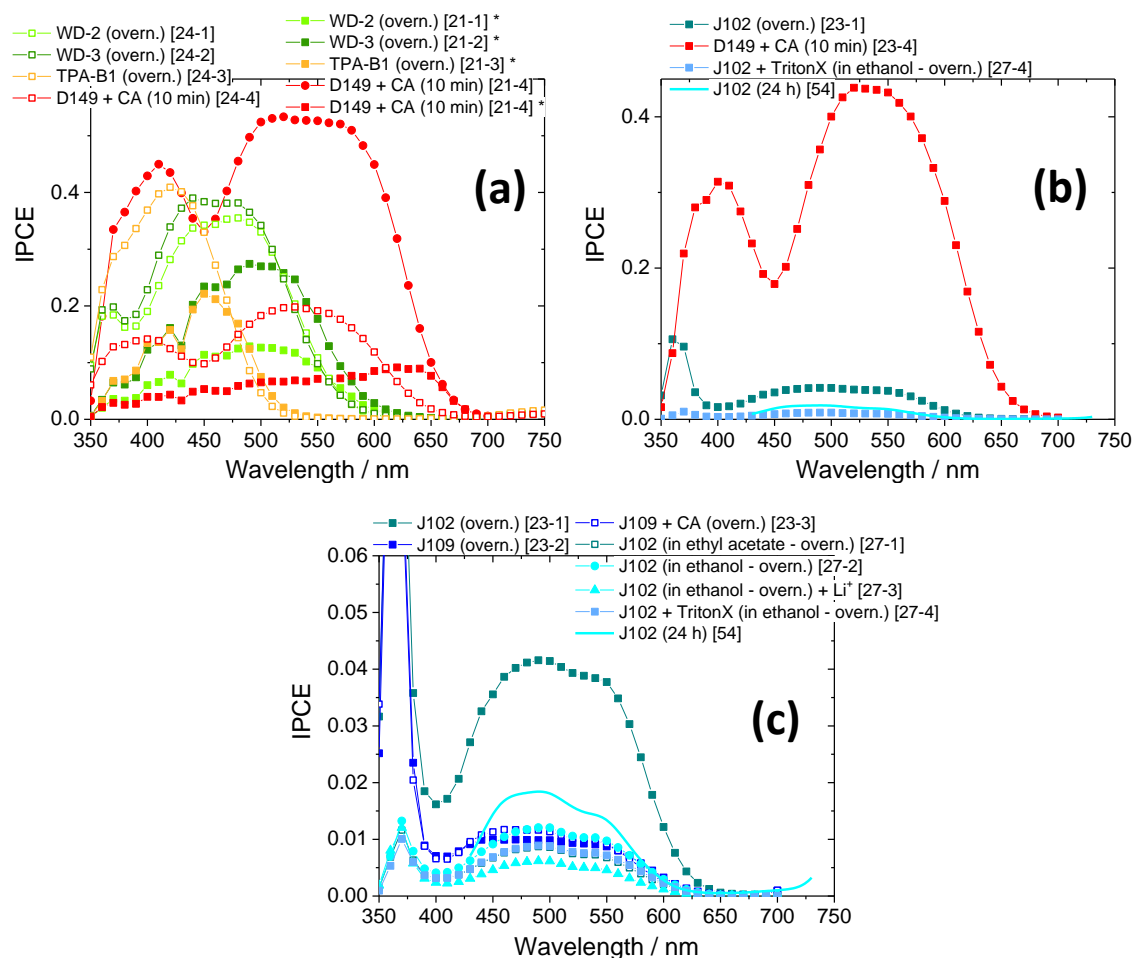 WD-2 (overn.) [24-1]
WD-3 (overn.) [24-2]
TPA-B1 (overn.) [24-3]
D149 + CA (10 min) [24-4]
WD-2 (overn.) [21-1] *
WD-3 (overn.) [21-2] *
TPA-B1 (overn.) [21-3] *
D149 + CA (10 min) [21-4]
D149 + CA (10 min) [21-4] *
(a)
IPCE
0.4
0.2
0.0
350 400 450 500 550 600 650 700 750
Wavelength / nm
J102 (overn.) [23-1]
D149 + CA (10 min) [23-4]
J102 + TritonX (in ethanol - overn.) [27-4]
J102 (24 h) [54]
(b)
IPCE
0.4
0.2
0.0
350 400 450 500 550 600 650 700 750
Wavelength / nm
J102 (overn.) [23-1]
J109 (overn.) [23-2]
J109 + CA (overn.) [23-3]
J102 (in ethyl acetate - overn.) [27-1]
J102 (in ethanol - overn.) [27-2]
J102 (in ethanol - overn.) + Li⁺ [27-3]
J102 + TritonX (in ethanol - overn.) [27-4]
J102 (24 h) [54]
(c)
IPCE
0.06
0.05
0.04
0.03
0.02
0.01
0.00
350 400 450 500 550 600 650 700 750
Wavelength / nm